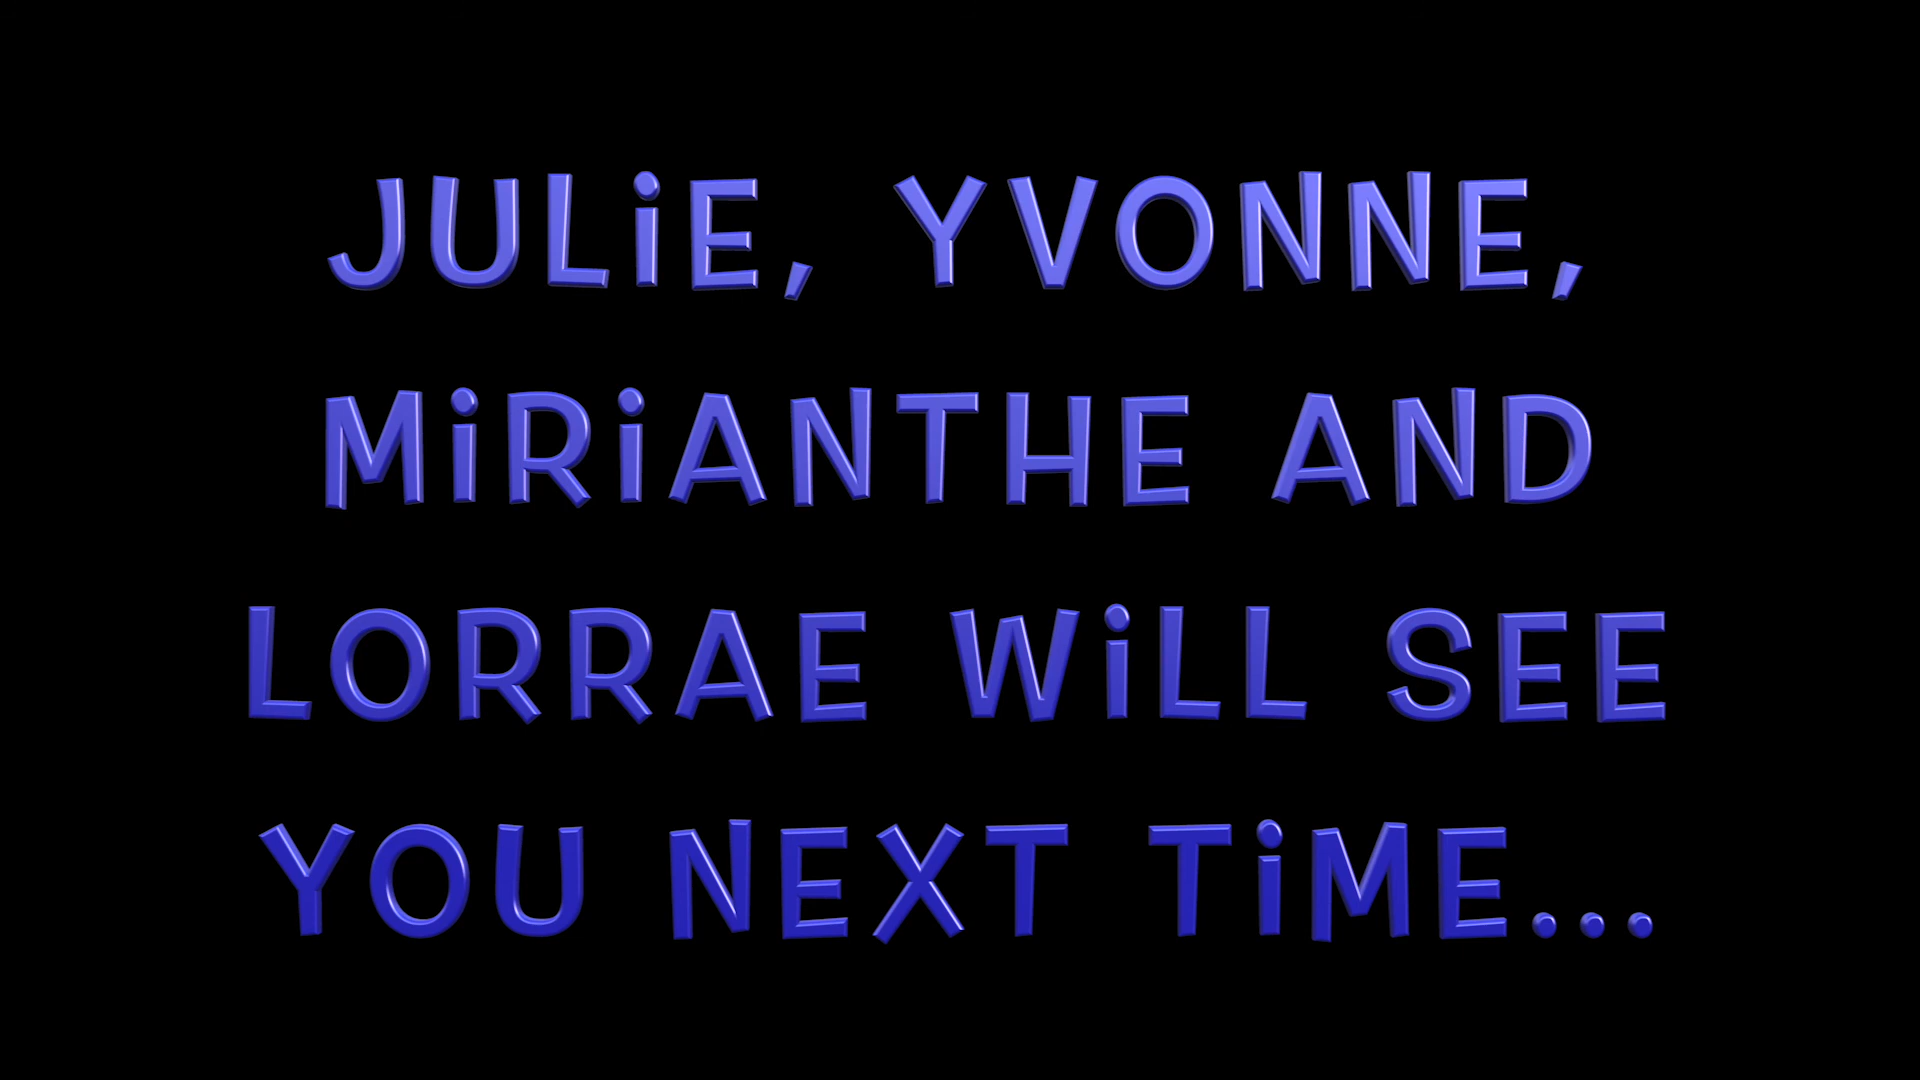 JULiE, YVONNE,
MiRiANTHE AND
LORRAE WiLL SEE
YOU NEXT TiME...